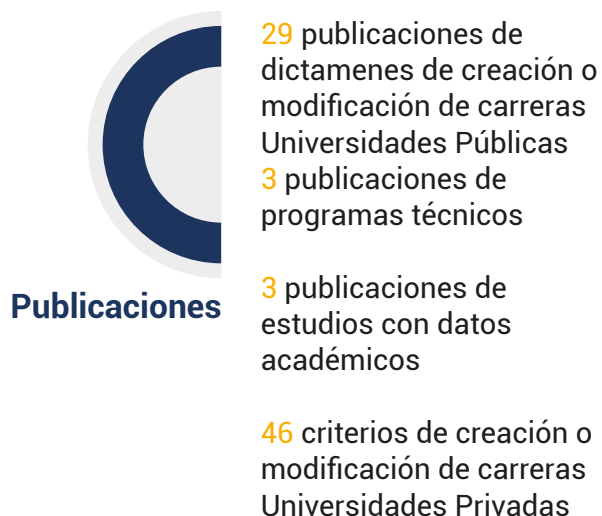 29 publicaciones de
dictamenes de creación o
modificación de carreras
Universidades Públicas
3 publicaciones de
programas técnicos
Publicaciones
3 publicaciones de
estudios con datos
académicos
46 criterios de creación o
modificación de carreras
Universidades Privadas